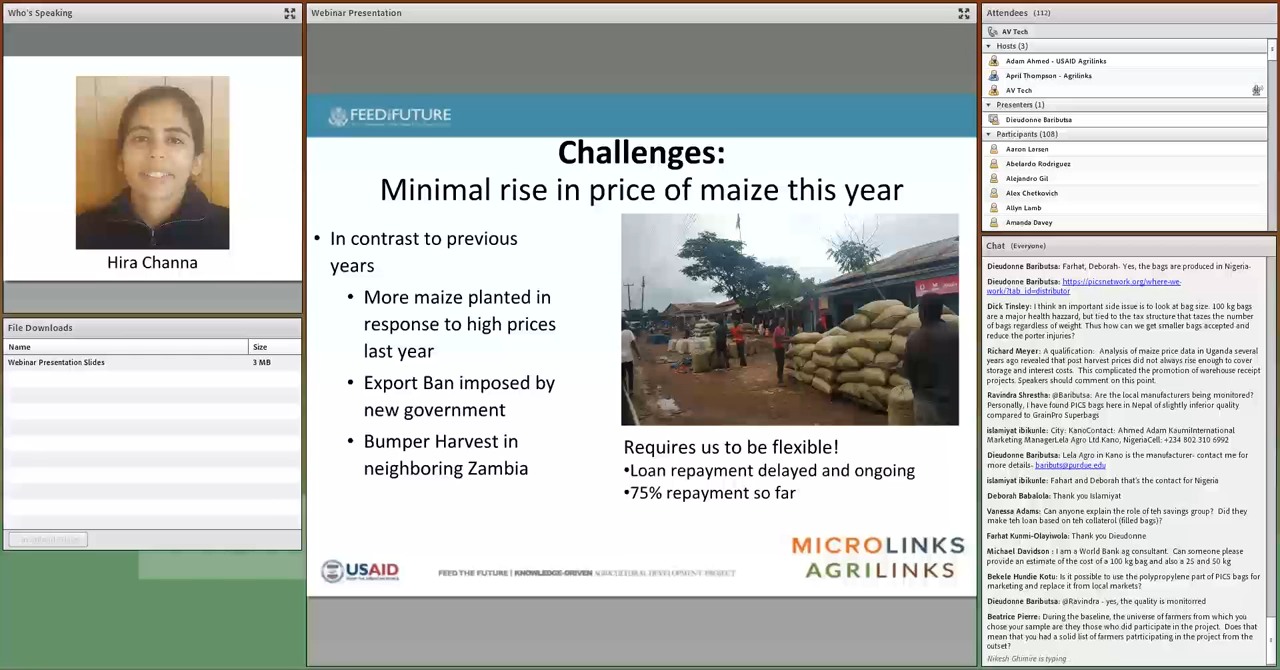 Who's Speaking
Hira Channa
File Downloads
Name
Size
Webinar Presentation Slides
3 MB
Webinar Presentation
FEED FUTURE
Challenges:
Minimal rise in price of maize this year
• In contrast to previous
years
• More maize planted in
response to high prices
last year
• Export Ban imposed by
new government
• Bumper Harvest in
neighboring Zambia
Requires us to be flexible!
•Loan repayment delayed and ongoing
•75% repayment so far
USAID
FEED THE FUTURE | KNOWLEDGE-DRIVEN AGRICULTURAL DEVELOPMENT PROJECT
MICROLINKS
AGRILINKS
Attendees (112)
AV Tech
Hosts (3)
Adam Ahmed - USAID Agrilinks
April Thompson - Agrilinks
AV Tech
Presenters (1)
Dieudonne Baributsa
Participants (108)
Aaron Larsen
Abelardo Rodriguez
Alejandro Gil
Alex Chetkovich
Allyn Lamb
Amanda Davey
Chat (Everyone)
Dieudonne Baributsa: Farhat, Deborah- Yes, the bags are produced in Nigeria-
Dieudonne Baributsa: https://picsnetwork.org/where-we-
work/?tab_id=distributor
Dick Tinsley: I think an important side issue is to look at bag size. 100 kg bags
are a major health hazzard, but tied to the tax structure that tazes the number
of bags regardless of weight. Thus how can we get smaller bags accepted and
reduce the porter injuries?
Richard Meyer: A qualification: Analysis of maize price data in Uganda several
years ago revealed that post harvest prices did not always rise enough to cover
storage and interest costs. This complicated the promotion of warehouse receipt
projects. Speakers should comment on this point.
Ravindra Shrestha: @Baributsa: Are the local manufacturers being monitored?
Personally, I have found PICS bags here in Nepal of slightly inferior quality
compared to GrainPro Superbags
islamiyat ibikunle: City: KanoContact: Ahmed Adam KaumiInternational
Marketing ManagerLela Agro Ltd.Kano, NigeriaCell: +234 802 310 6992
Dieudonne Baributsa: Lela Agro in Kano is the manufacturer- contact me for
more details- baributs@purdue.edu
islamiyat ibikunle: Fahart and Deborah that's the contact for Nigeria
Deborah Babalola: Thank you Islamiyat
Vanessa Adams: Can anyone explain the role of teh savings group? Did they
make teh loan based on teh collaterol (filled bags)?
Farhat Kunmi-Olayiwola: Thank you Dieudonne
Michael Davidson : I am a World Bank ag consultant. Can someone please
provide an estimate of the cost of a 100 kg bag and also a 25 and 50 kg
Bekele Hundie Kotu: Is it possible to use the polypropylene part of PICS bags for
marketing and replace it from local markets?
Dieudonne Baributsa: @Ravindra - yes, the quality is monitorred
Beatrice Pierre: During the baseline, the universe of farmers from which you
chose your sample are they those who did participate in the project. Does that
mean that you had a solid list of farmers patrticipating in the project from the
outset?
Nikesh Ghimire is typing